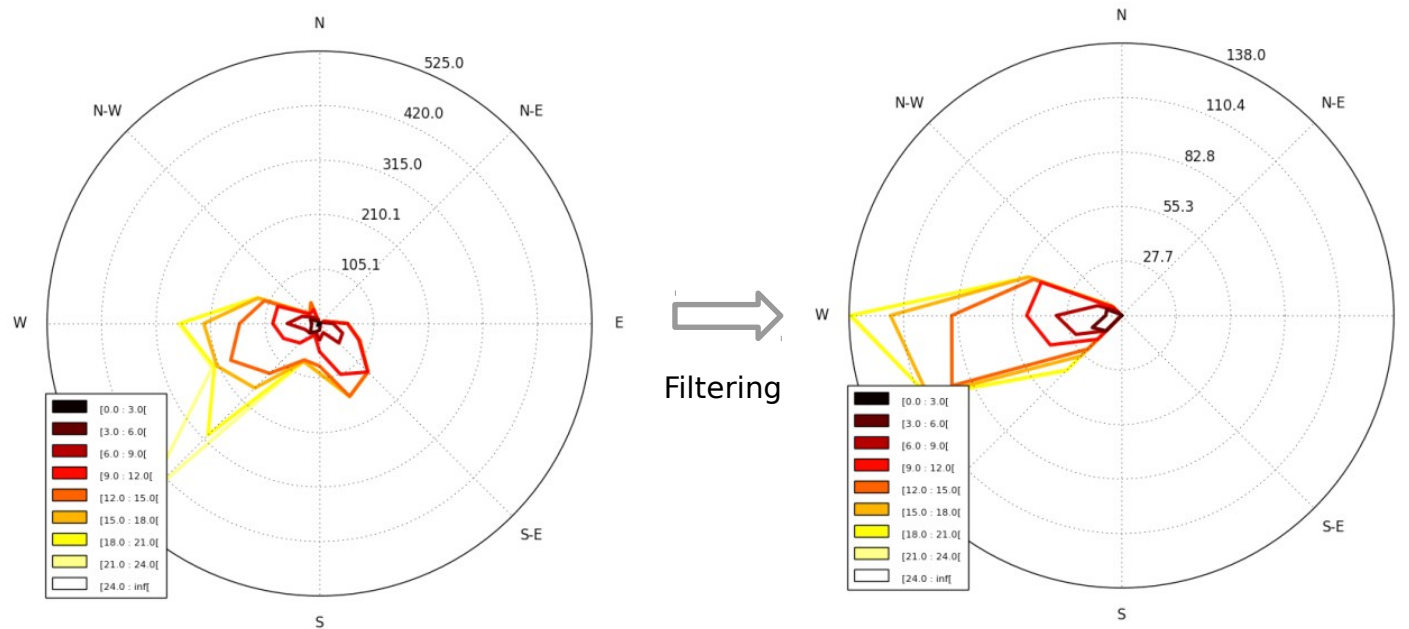 N
525.0
N-W
N-E
420.0
315.0
210.1
105.1
W
E
[0.0 : 3.0[
[3.0 : 6.0[
[6.0 : 9.0[
[9.0 : 12.0[
[12.0 : 15.0[
[15.0 : 18.0[
[18.0 : 21.0[
[21.0 : 24.0[
[24.0 : inf[
S-E
S
Filtering
N
138.0
N-W
N-E
110.4
82.8
55.3
27.7
W
[0.0 : 3.0[
[3.0 : 6.0[
[6.0 : 9.0[
[9.0 : 12.0[
[12.0 : 15.0[
[15.0 : 18.0[
[18.0 : 21.0[
[21.0 : 24.0[
[24.0 : inf[
S-E
S